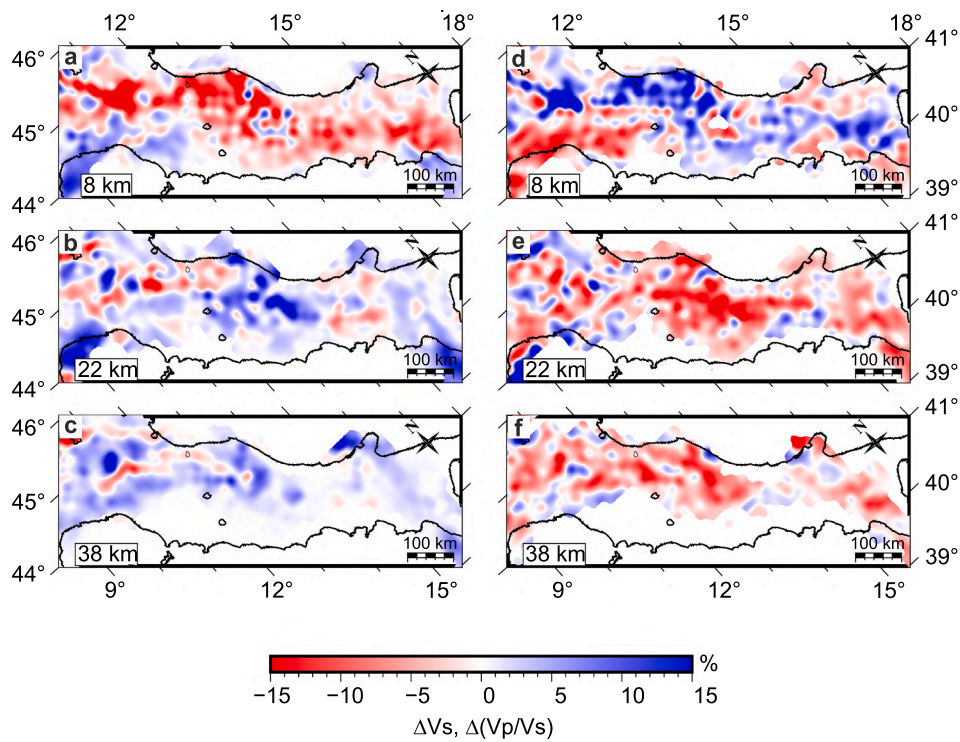 12° 15° 18° 12° 15° 18°
46° a N d N 41°
45° 40°
8 km 100 km 8 km 100 km 39°
44°
46° b N e N 41°
45° 40°
22 km 100 km 22 km 100 km 39°
44°
46° c N f N 41°
45° 40°
38 km 100 km 38 km 100 km 39°
44°
9° 12° 15° 9° 12° 15°
%
−15 −10 −5 0 5 10 15
ΔVs, Δ(Vp/Vs)